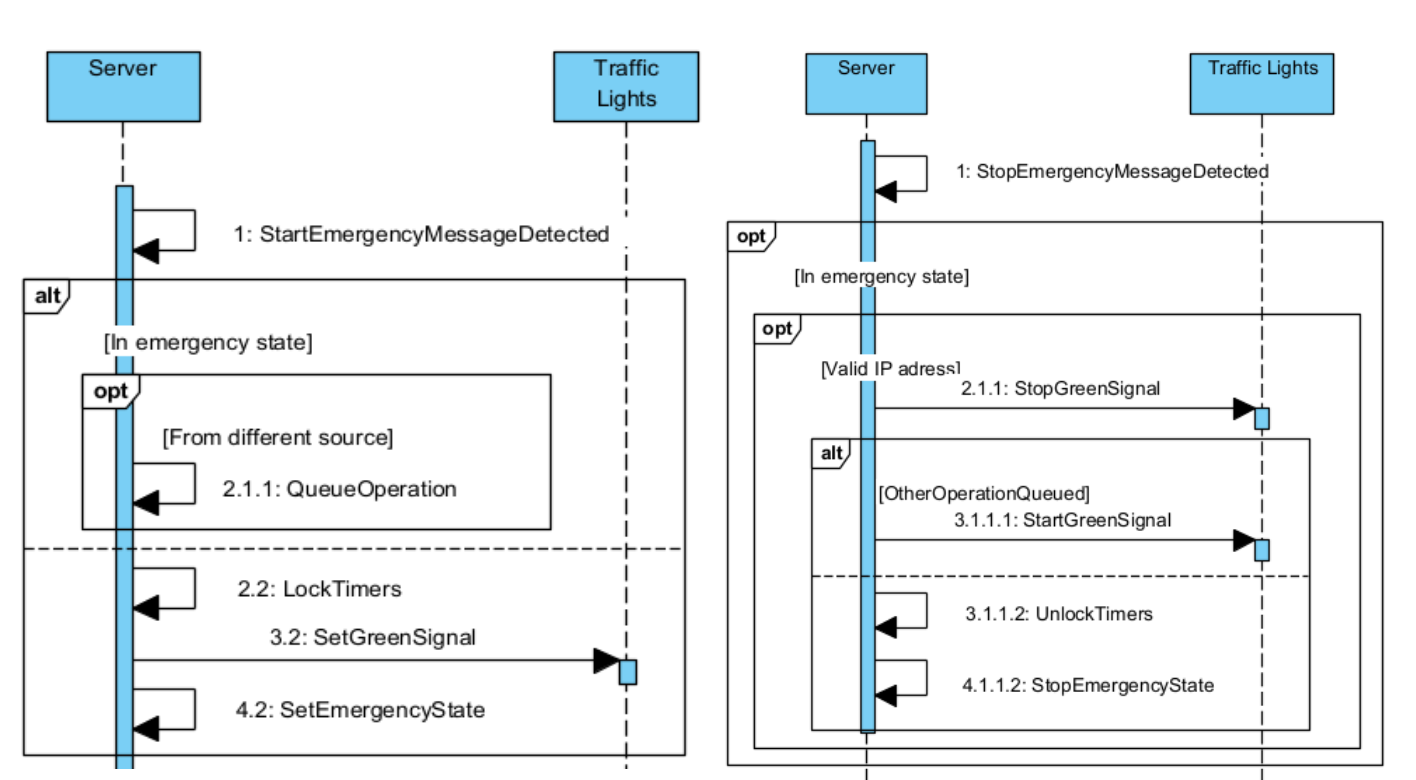 Server
Traffic
Lights
1: StartEmergencyMessageDetected
alt
[In emergency state]
opt
[From different source]
2.1.1: QueueOperation
2.2: LockTimers
3.2: SetGreenSignal
4.2: SetEmergencyState
Server
Traffic Lights
1: StopEmergencyMessageDetected
opt
[In emergency state]
opt
[Valid IP adress]
2.1.1: StopGreenSignal
alt
[OtherOperationQueued]
3.1.1.1: StartGreenSignal
3.1.1.2: UnlockTimers
4.1.1.2: StopEmergencyState